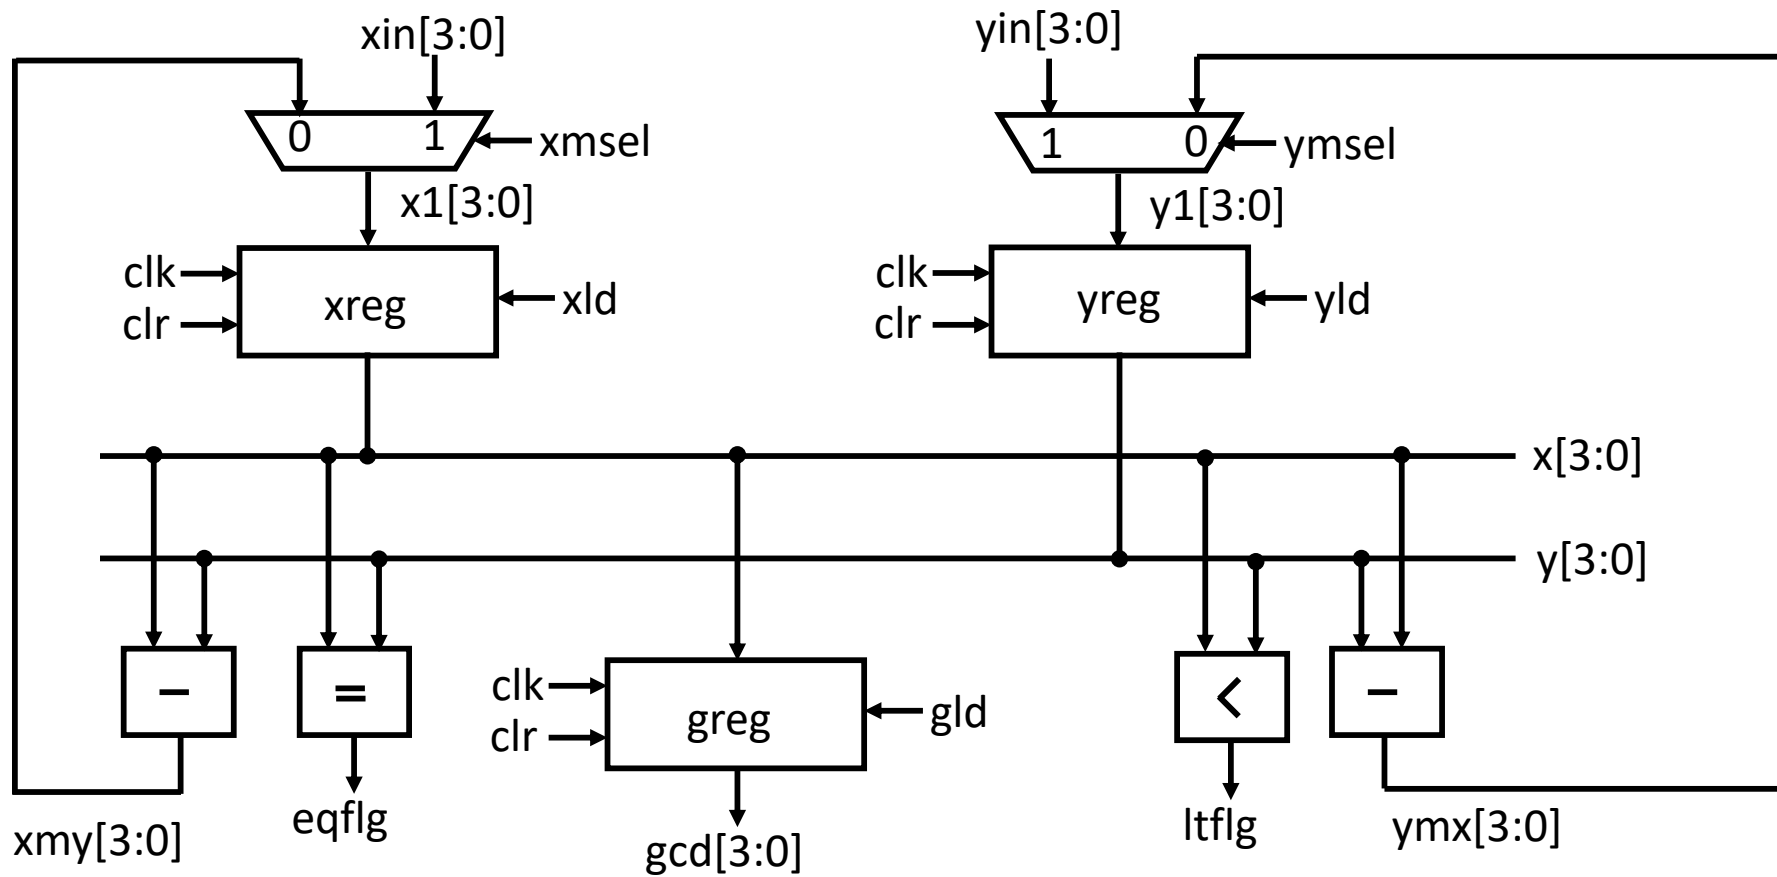 xin[3:0]
yin[3:0]
0 1
xmsel
1 0
ymsel
x1[3:0]
y1[3:0]
clk
clr
xreg
xld
clk
clr
yreg
yld
x[3:0]
y[3:0]
−
=
clk
clr
greg
gld
<
−
eqflg
ltflg
xmy[3:0]
gcd[3:0]
ymx[3:0]